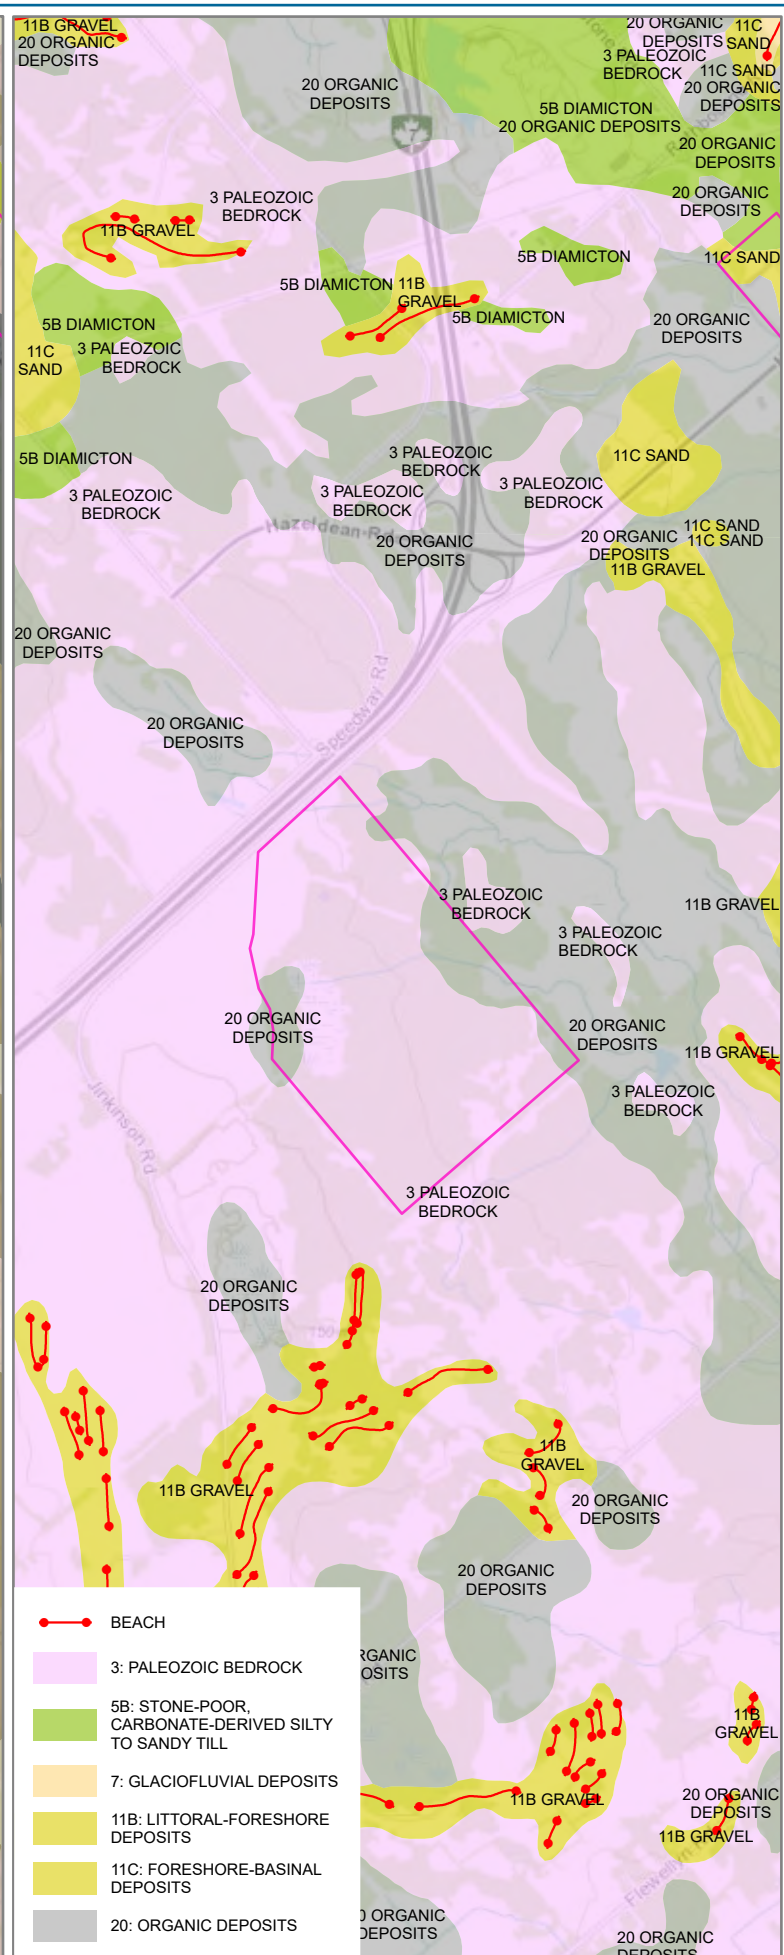 11B GRAVEL
20 ORGANIC
DEPOSITS
20 ORGANIC
DEPOSITS
11C
SAND
3 PALEOZOIC
BEDROCK
11C SAND
20 ORGANIC
DEPOSITS
20 ORGANIC
DEPOSITS
7
5B DIAMICTON
20 ORGANIC DEPOSITS
20 ORGANIC
DEPOSITS
20 ORGANIC
DEPOSITS
3 PALEOZOIC
BEDROCK
11B GRAVEL
11C SAND
5B DIAMICTON
5B DIAMICTON
11B
GRAVEL
5B DIAMICTON
5B DIAMICTON
20 ORGANIC
DEPOSITS
3 PALEOZOIC
BEDROCK
11C
SAND
5B DIAMICTON
3 PALEOZOIC
BEDROCK
11C SAND
3 PALEOZOIC
BEDROCK
3 PALEOZOIC
BEDROCK
3 PALEOZOIC
BEDROCK
Hazeldean Rd
20 ORGANIC
DEPOSITS
11C SAND
11C SAND
20 ORGANIC
DEPOSITS
11B GRAVEL
20 ORGANIC
DEPOSITS
Speedway Rd
20 ORGANIC
DEPOSITS
3 PALEOZOIC
BEDROCK
11B GRAVEL
3 PALEOZOIC
BEDROCK
20 ORGANIC
DEPOSITS
20 ORGANIC
DEPOSITS
11B GRAVEL
3 PALEOZOIC
BEDROCK
Jinkinson Rd
3 PALEOZOIC
BEDROCK
20 ORGANIC
DEPOSITS
150
11B
GRAVEL
11B GRAVEL
20 ORGANIC
DEPOSITS
20 ORGANIC
DEPOSITS
11B
GRAVEL
11B GRAVEL
20 ORGANIC
DEPOSITS
11B GRAVEL
20 ORGANIC
DEPOSITS
BEACH
3: PALEOZOIC BEDROCK
5B: STONE-POOR,
CARBONATE-DERIVED SILTY
TO SANDY TILL
7: GLACIOFLUVIAL DEPOSITS
11B: LITTORAL-FORESHORE
DEPOSITS
11C: FORESHORE-BASINAL
DEPOSITS
20: ORGANIC DEPOSITS